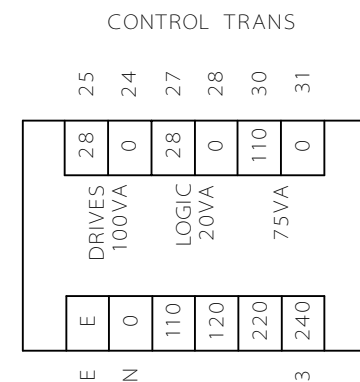 CONTROL TRANS
25 24 27 28 30 31
28 0 28 0 110 0
DRIVES 100VA
LOGIC 20VA
75VA
E 0 110 120 220 240
E N 3